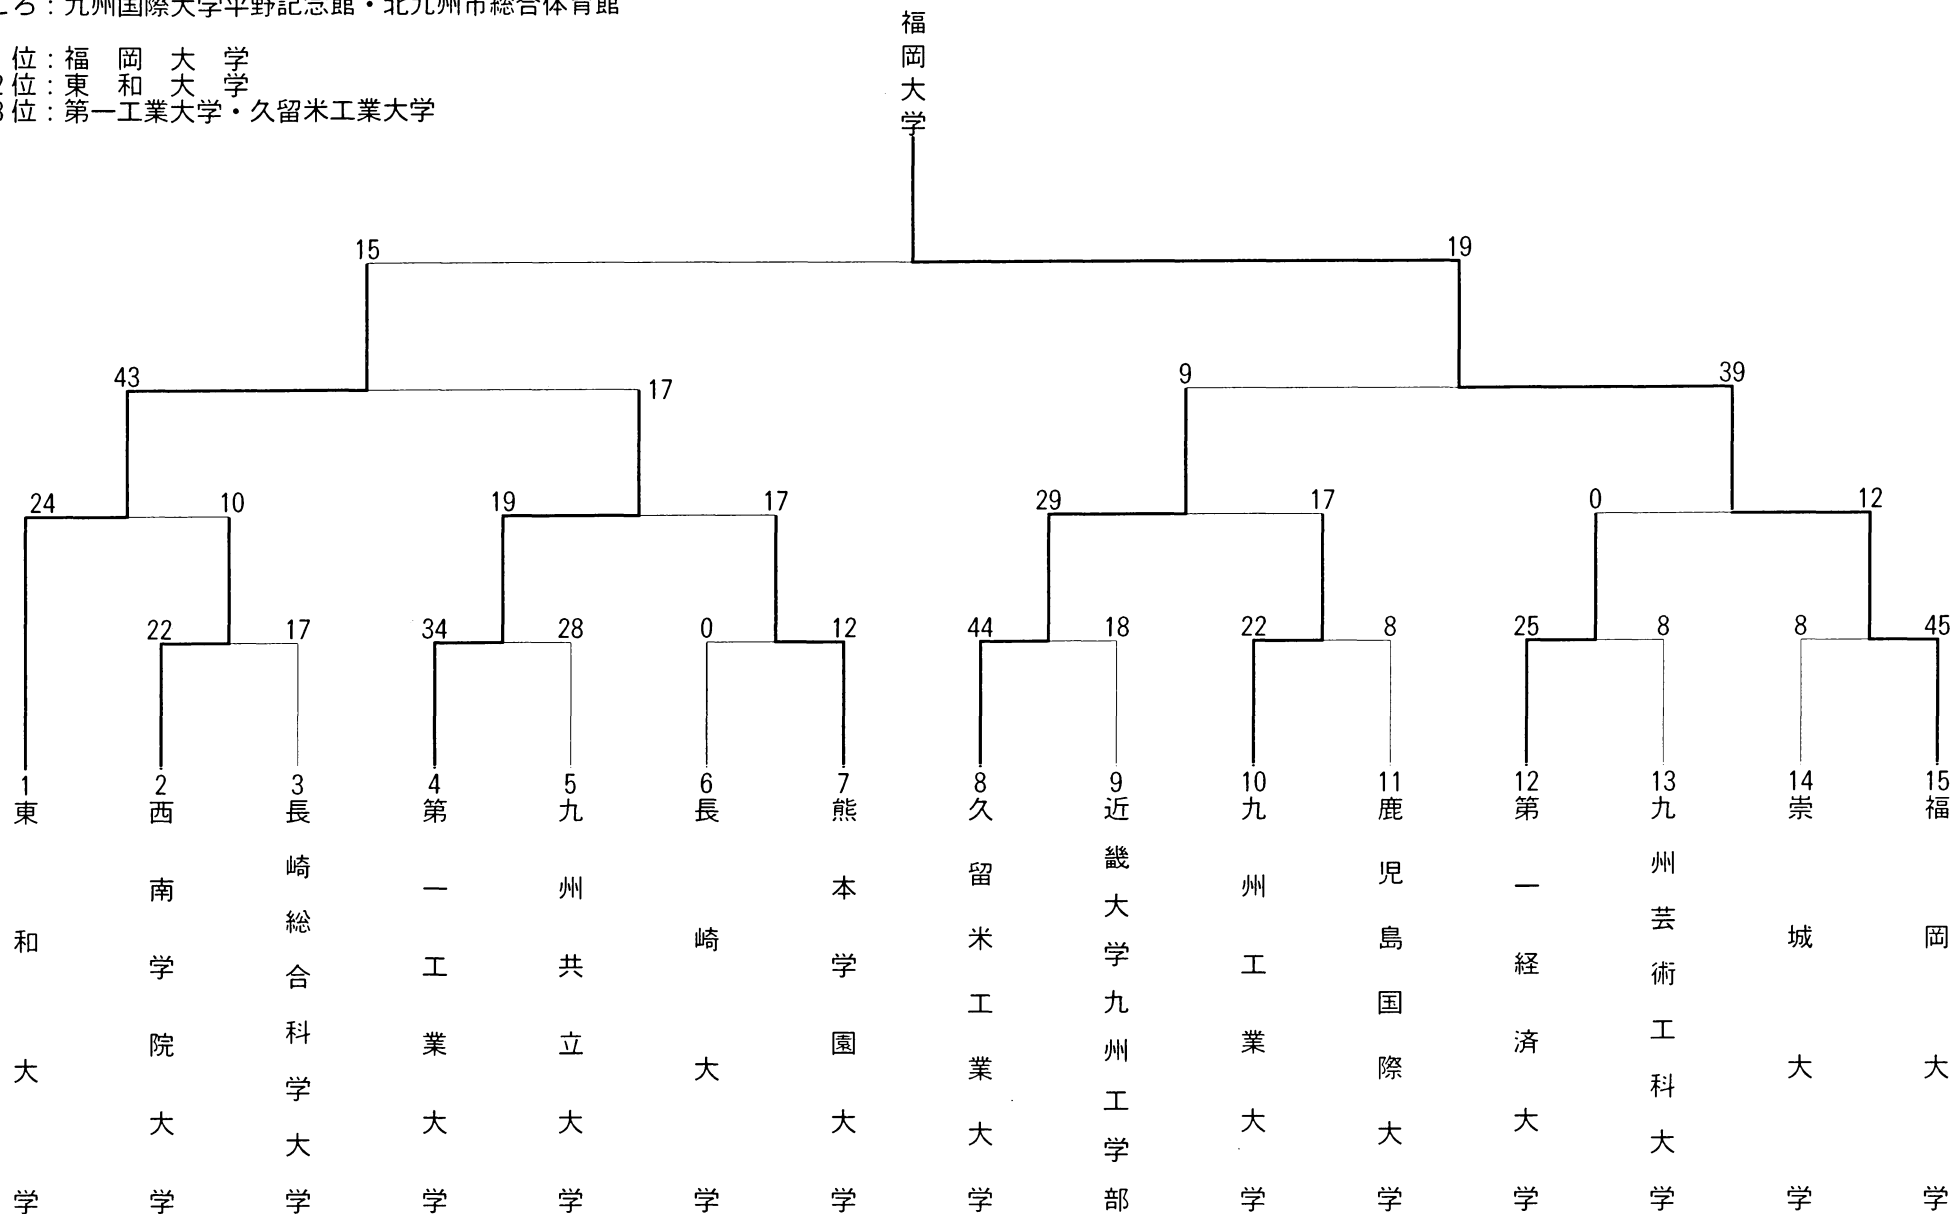 ころ：九州国際大学平野記念館・北九州市総合体育館
位：福岡大学
2位：東和大学
3位：第一工業大学・久留米工業大学
福岡大学
15 19
43 17 9 39
24 10 19 17 29 17 0 12
22 17 34 28 0 12 44 18 22 8 25 8 8 45
1 東和大学
2 西南学院大学
3 長崎総合科学大学
4 第一工業大学
5 九州共立大学
6 長崎大学
7 熊本学園大学
8 久留米工業大学
9 近畿大学九州工学部
10 九州工業大学
11 鹿児島国際大学
12 第一経済大学
13 九州芸術工科大学
14 崇城大学
15 福岡大学